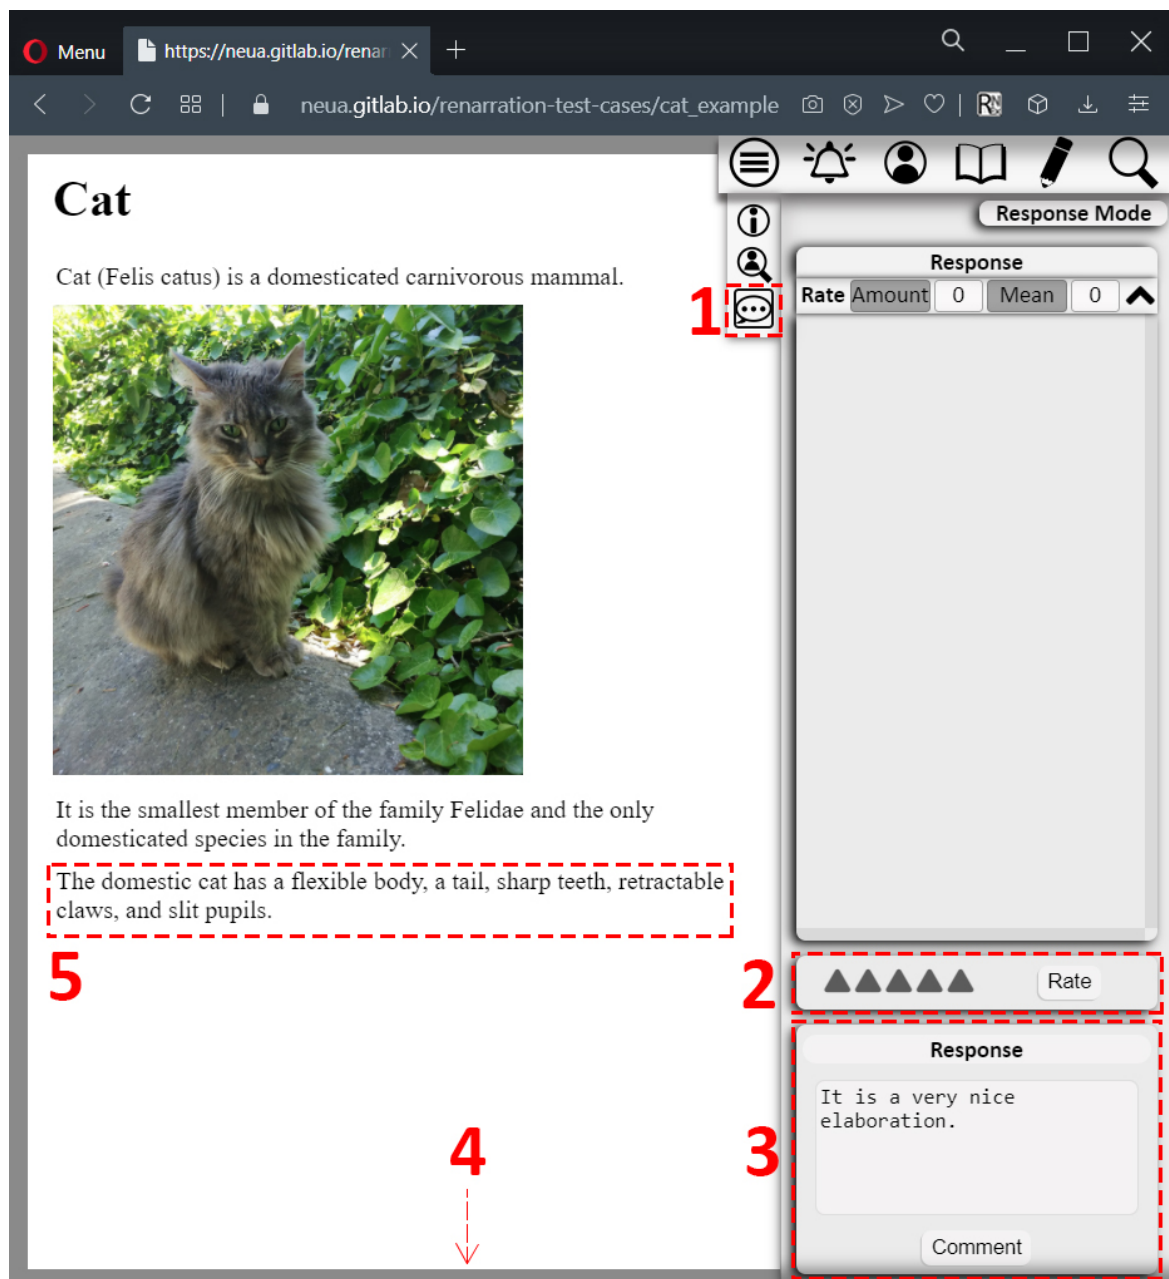 Menu
https://neua.gitlab.io/renar
neua.gitlab.io/renarration-test-cases/cat_example
RN
Cat
Response Mode
Cat (Felis catus) is a domesticated carnivorous mammal.
Response
Rate Amount 0 Mean 0
1
It is the smallest member of the family Felidae and the only
domesticated species in the family.
The domestic cat has a flexible body, a tail, sharp teeth, retractable
claws, and slit pupils.
5
2
Rate
Response
It is a very nice
elaboration.
3
4
Comment